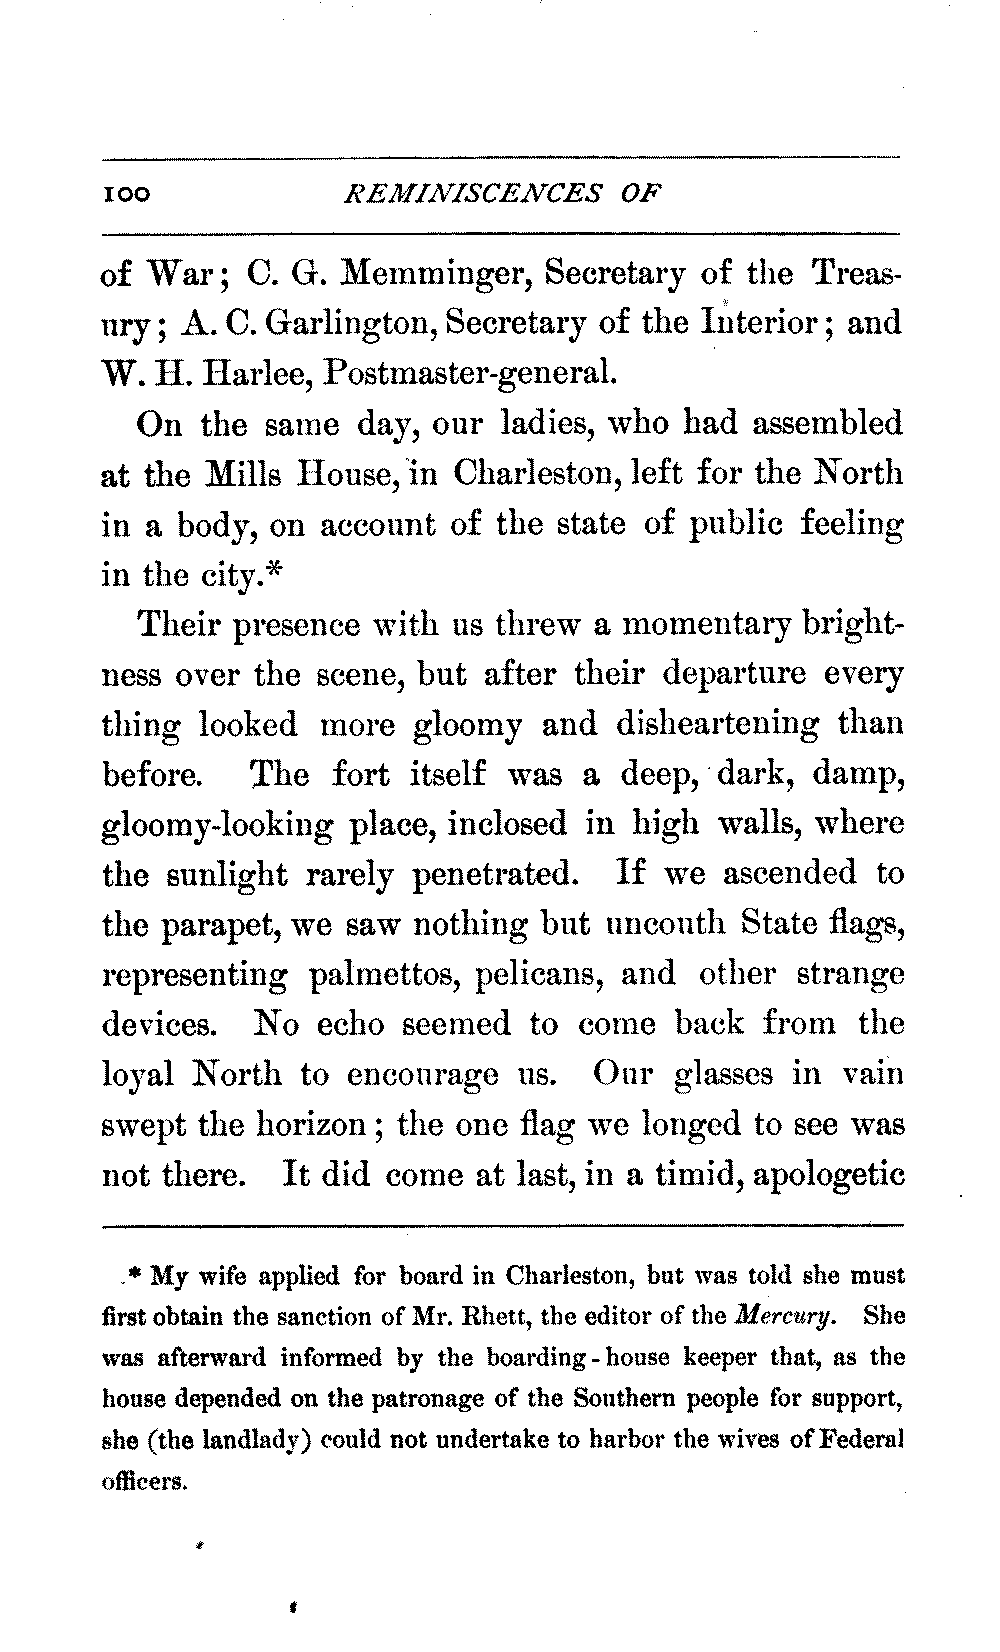 100 REMINISCENCES OF
of War; C. G. Memminger, Secretary of the Treas-
ury; A. C. Garlington, Secretary of the Interior; and
W. H. Harlee, Postmaster-general.
On the same day, our ladies, who had assembled
at the Mills House, in Charleston, left for the North
in a body, on account of the state of public feeling
in the city.*
Their presence with us threw a momentary bright-
ness over the scene, but after their departure every
thing looked more gloomy and disheartening than
before. The fort itself was a deep, dark, damp,
gloomy-looking place, inclosed in high walls, where
the sunlight rarely penetrated. If we ascended to
the parapet, we saw nothing but uncouth State flags,
representing palmettos, pelicans, and other strange
devices. No echo seemed to come back from the
loyal North to encourage us. Our glasses in vain
swept the horizon; the one flag we longed to see was
not there. It did come at last, in a timid, apologetic
* My wife applied for board in Charleston, but was told she must
first obtain the sanction of Mr. Rhett, the editor of the Mercury. She
was afterward informed by the boarding-house keeper that, as the
house depended on the patronage of the Southern people for support,
she (the landlady) could not undertake to harbor the wives of Federal
officers.